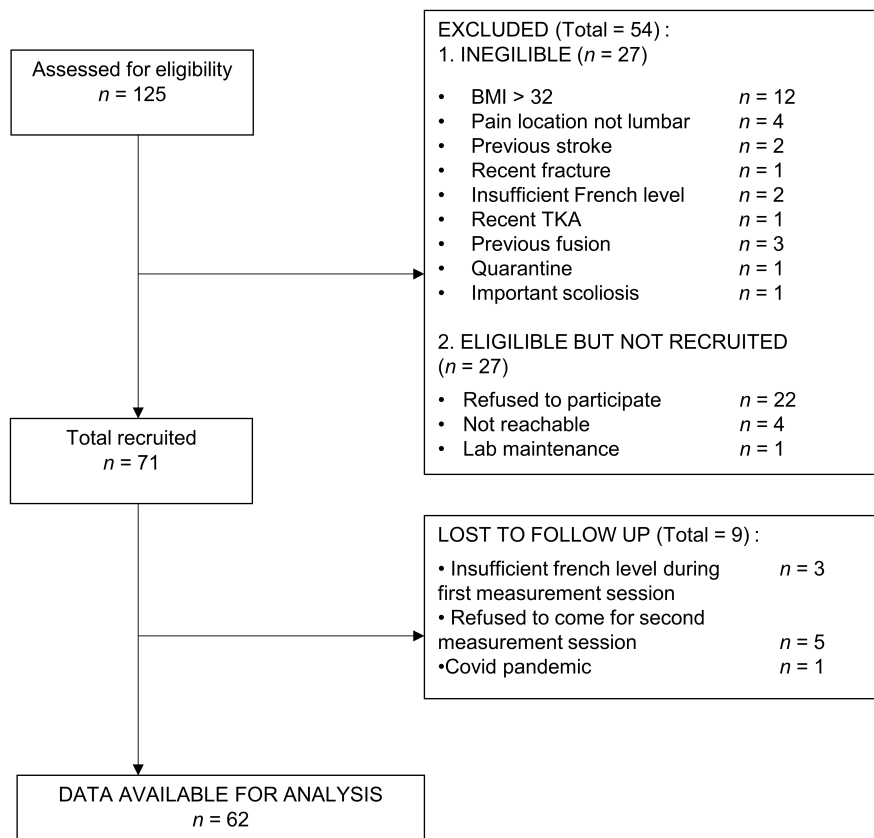 Assessed for eligibility
n = 125
EXCLUDED (Total = 54) :
1. INEGILIBLE (n = 27)
• BMI > 32 n = 12
• Pain location not lumbar n = 4
• Previous stroke n = 2
• Recent fracture n = 1
• Insufficient French level n = 2
• Recent TKA n = 1
• Previous fusion n = 3
• Quarantine n = 1
• Important scoliosis n = 1
2. ELIGILIBLE BUT NOT RECRUITED
(n = 27)
• Refused to participate n = 22
• Not reachable n = 4
• Lab maintenance n = 1
Total recruited
n = 71
LOST TO FOLLOW UP (Total = 9) :
• Insufficient french level during n = 3
first measurement session
• Refused to come for second
measurement session n = 5
•Covid pandemic n = 1
DATA AVAILABLE FOR ANALYSIS
n = 62